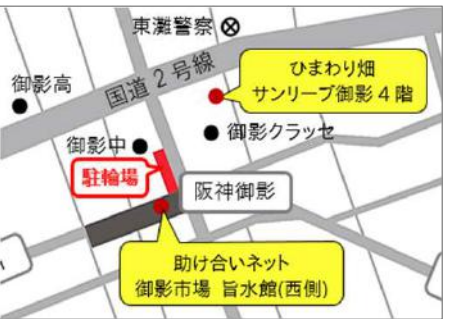 東灘警察
国道2号線
ひまわり畑
サンリーブ御影4階
御影高
御影クラッセ
御影中
駐輪場
阪神御影
助け合いネット
御影市場 旨水館(西側)